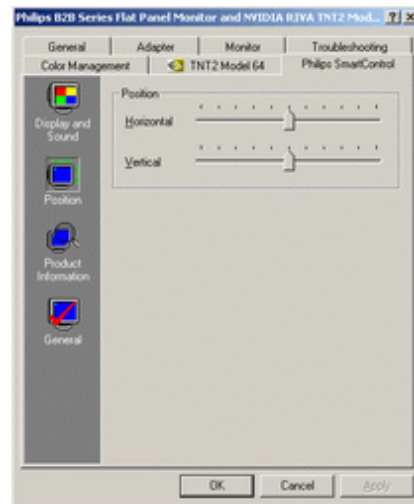 Philips B2B Series Flat Panel Monitor and NVIDIA RIVA TNT2 Mod...
General Adapter Monitor Troubleshooting
Color Management TNT2 Model 64 Philips SmartControl
Display and
Sound
Position
Product
Information
General
Position
Horizontal
Vertical
OK Cancel Apply